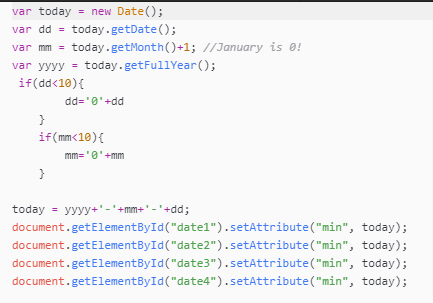 var today = new Date();
var dd = today.getDate();
var mm = today.getMonth()+1; //January is 0!
var yyyy = today.getFullYear();
if(dd<10){
dd='0'+dd
}
if(mm<10){
mm='0'+mm
}
today = yyyy+'-'+mm+'-'+dd;
document.getElementById("date1").setAttribute("min", today);
document.getElementById("date2").setAttribute("min", today);
document.getElementById("date3").setAttribute("min", today);
document.getElementById("date4").setAttribute("min", today);